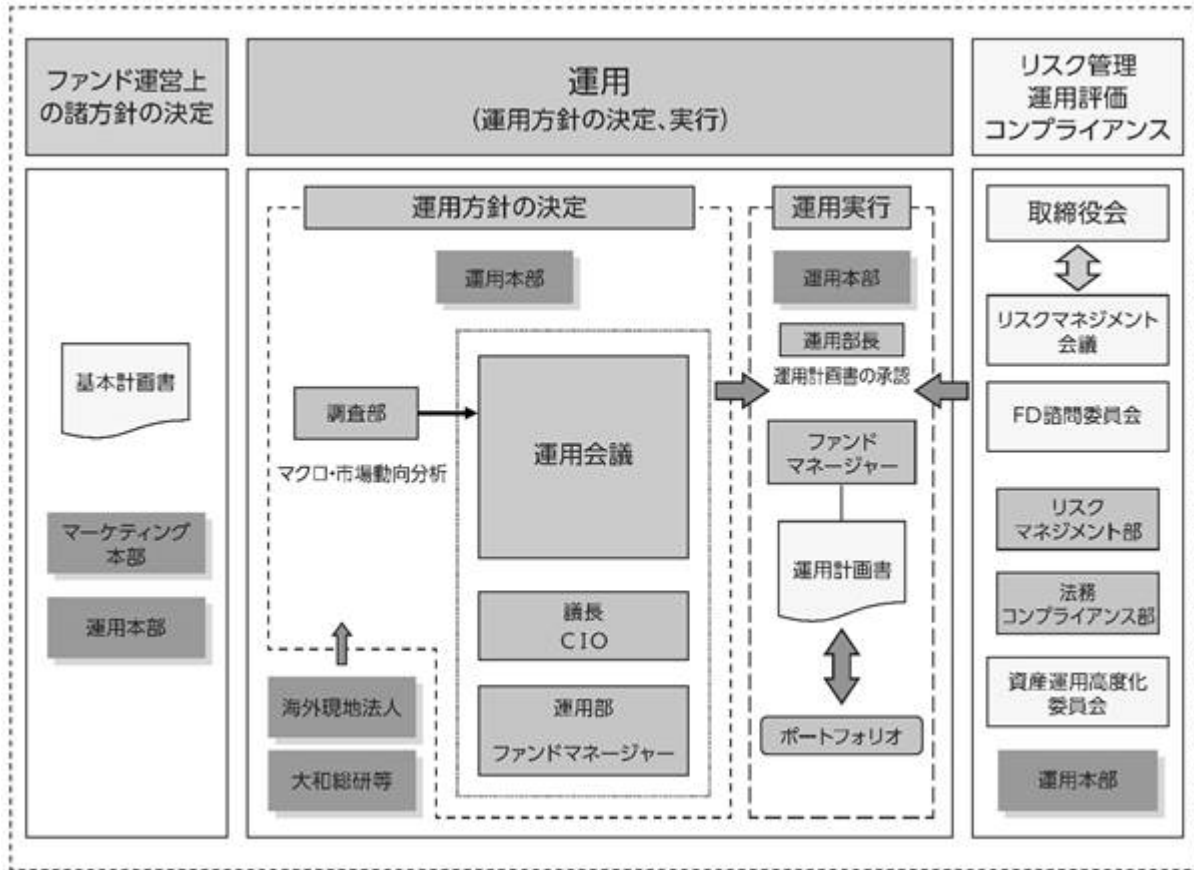 ファンド運営上
の諸方針の決定
運用
(運用方針の決定、実行)
リスク管理
運用評価
コンプライアンス
基本計画書
マーケティング
本部
運用本部
運用方針の決定
運用本部
調査部
マクロ・市場動向分析
運用会議
議長
CIO
運用部
ファンドマネージャー
海外現地法人
大和総研等
運用実行
運用本部
運用部長
運用計画書の承認
ファンド
マネージャー
運用計画書
ポートフォリオ
取締役会
リスクマネジメント
会議
FD諮問委員会
リスク
マネジメント部
法務
コンプライアンス部
資産運用高度化
委員会
運用本部